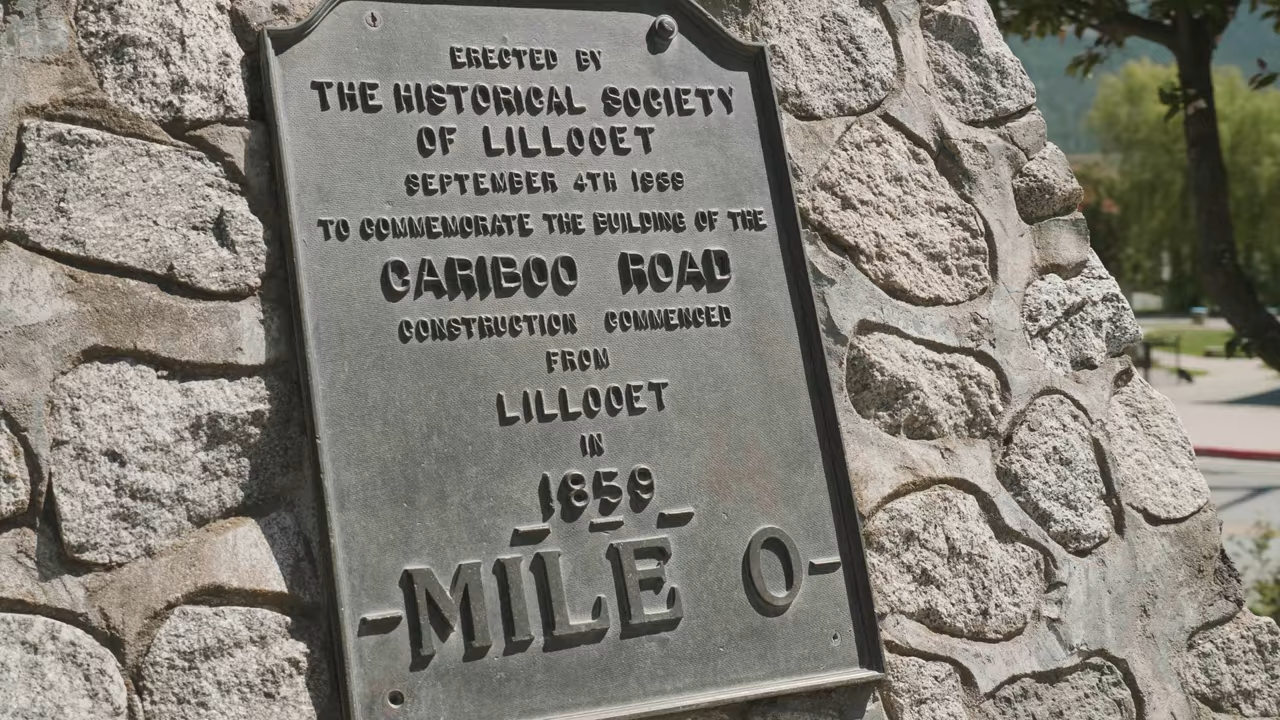 ERECTED BY
THE HISTORICAL SOCIETY
OF LILLOOET
SEPTEMBER 4TH
TO COMMEMORATE THE BUILDING OF THE
CARIBOO ROAD
CONSTRUCTION COMMENCED
FROM
LILLOOET
IN
1859
-MILE 0-